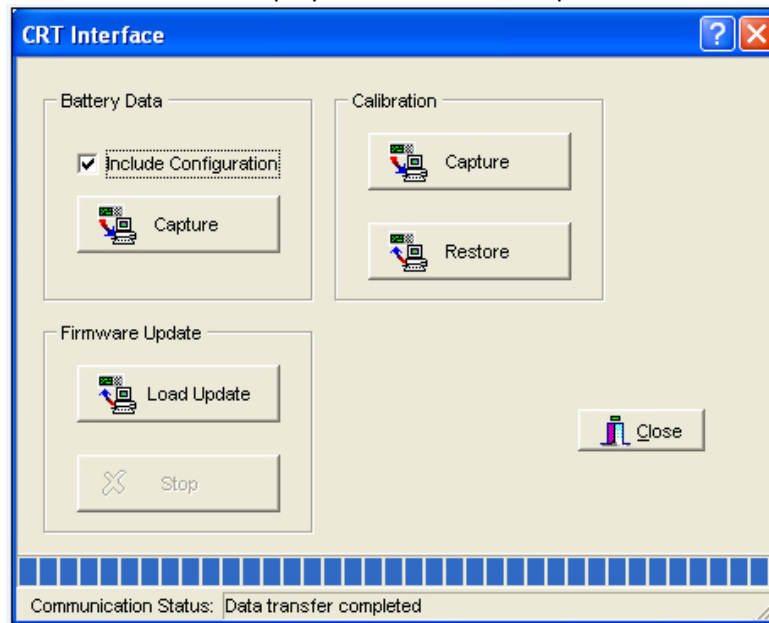 CRT Interface
Battery Data
Include Configuration
Capture
Calibration
Capture
Restore
Firmware Update
Load Update
Stop
Close
Communication Status: Data transfer completed